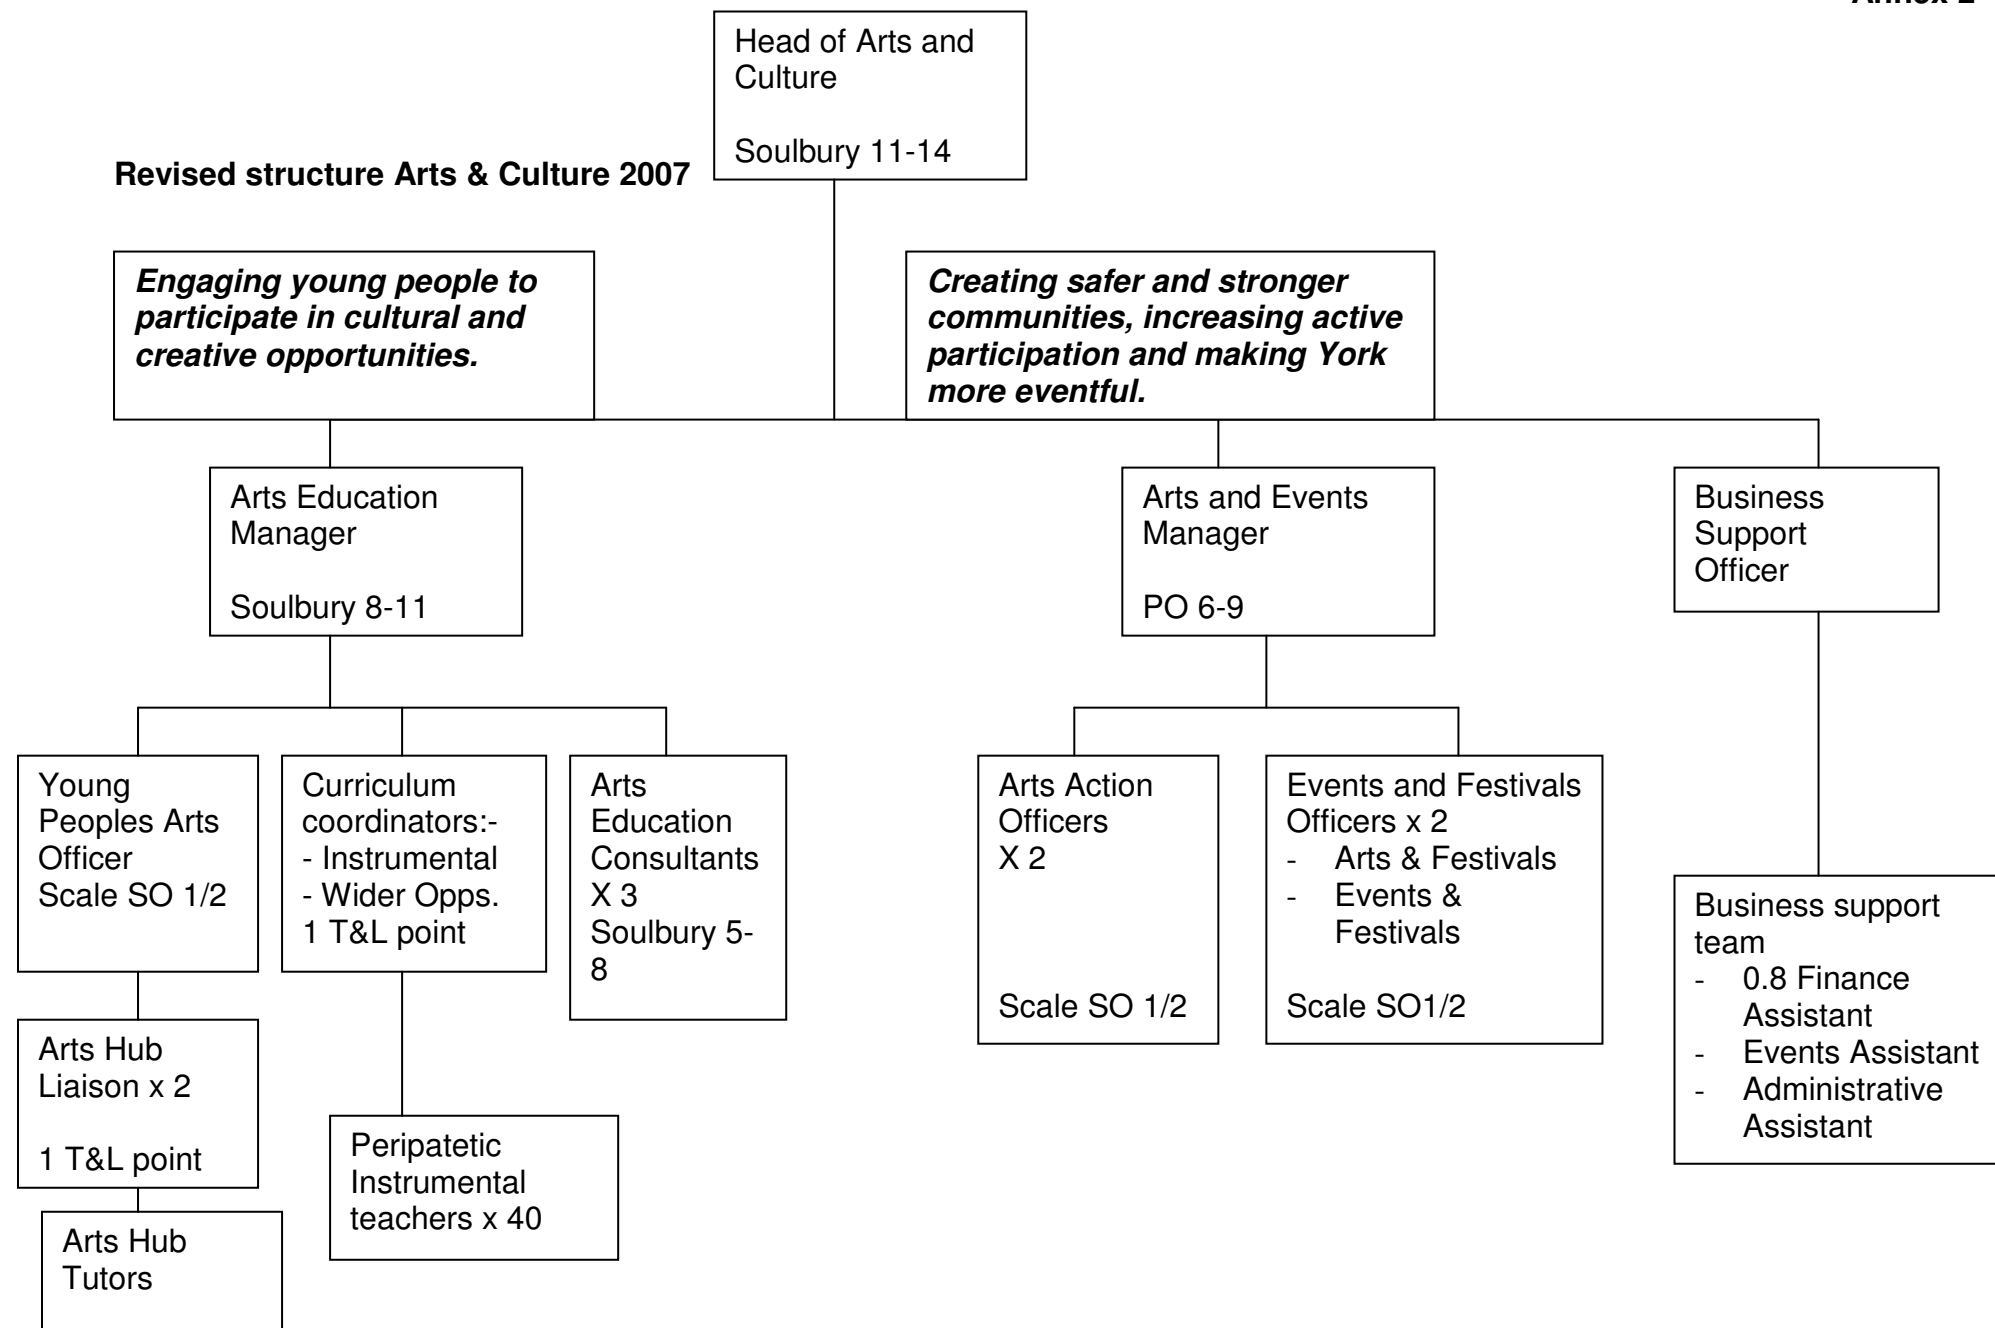 Head of Arts and
Culture
Soulbury 11-14
Revised structure Arts & Culture 2007
Engaging young people to
participate in cultural and
creative opportunities.
Creating safer and stronger
communities, increasing active
participation and making York
more eventful.
Arts Education
Manager
Soulbury 8-11
Arts and Events
Manager
PO 6-9
Business
Support
Officer
Young
Peoples Arts
Officer
Scale SO 1/2
Curriculum
coordinators:-
- Instrumental
- Wider Opps.
1 T&L point
Arts
Education
Consultants
X 3
Soulbury 5-
8
Arts Action
Officers
X 2
Scale SO 1/2
Events and Festivals
Officers x 2
- Arts & Festivals
- Events &
Festivals
Scale SO1/2
Business support
team
- 0.8 Finance
Assistant
- Events Assistant
- Administrative
Assistant
Arts Hub
Liaison x 2
1 T&L point
Peripatetic
Instrumental
teachers x 40
Arts Hub
Tutors